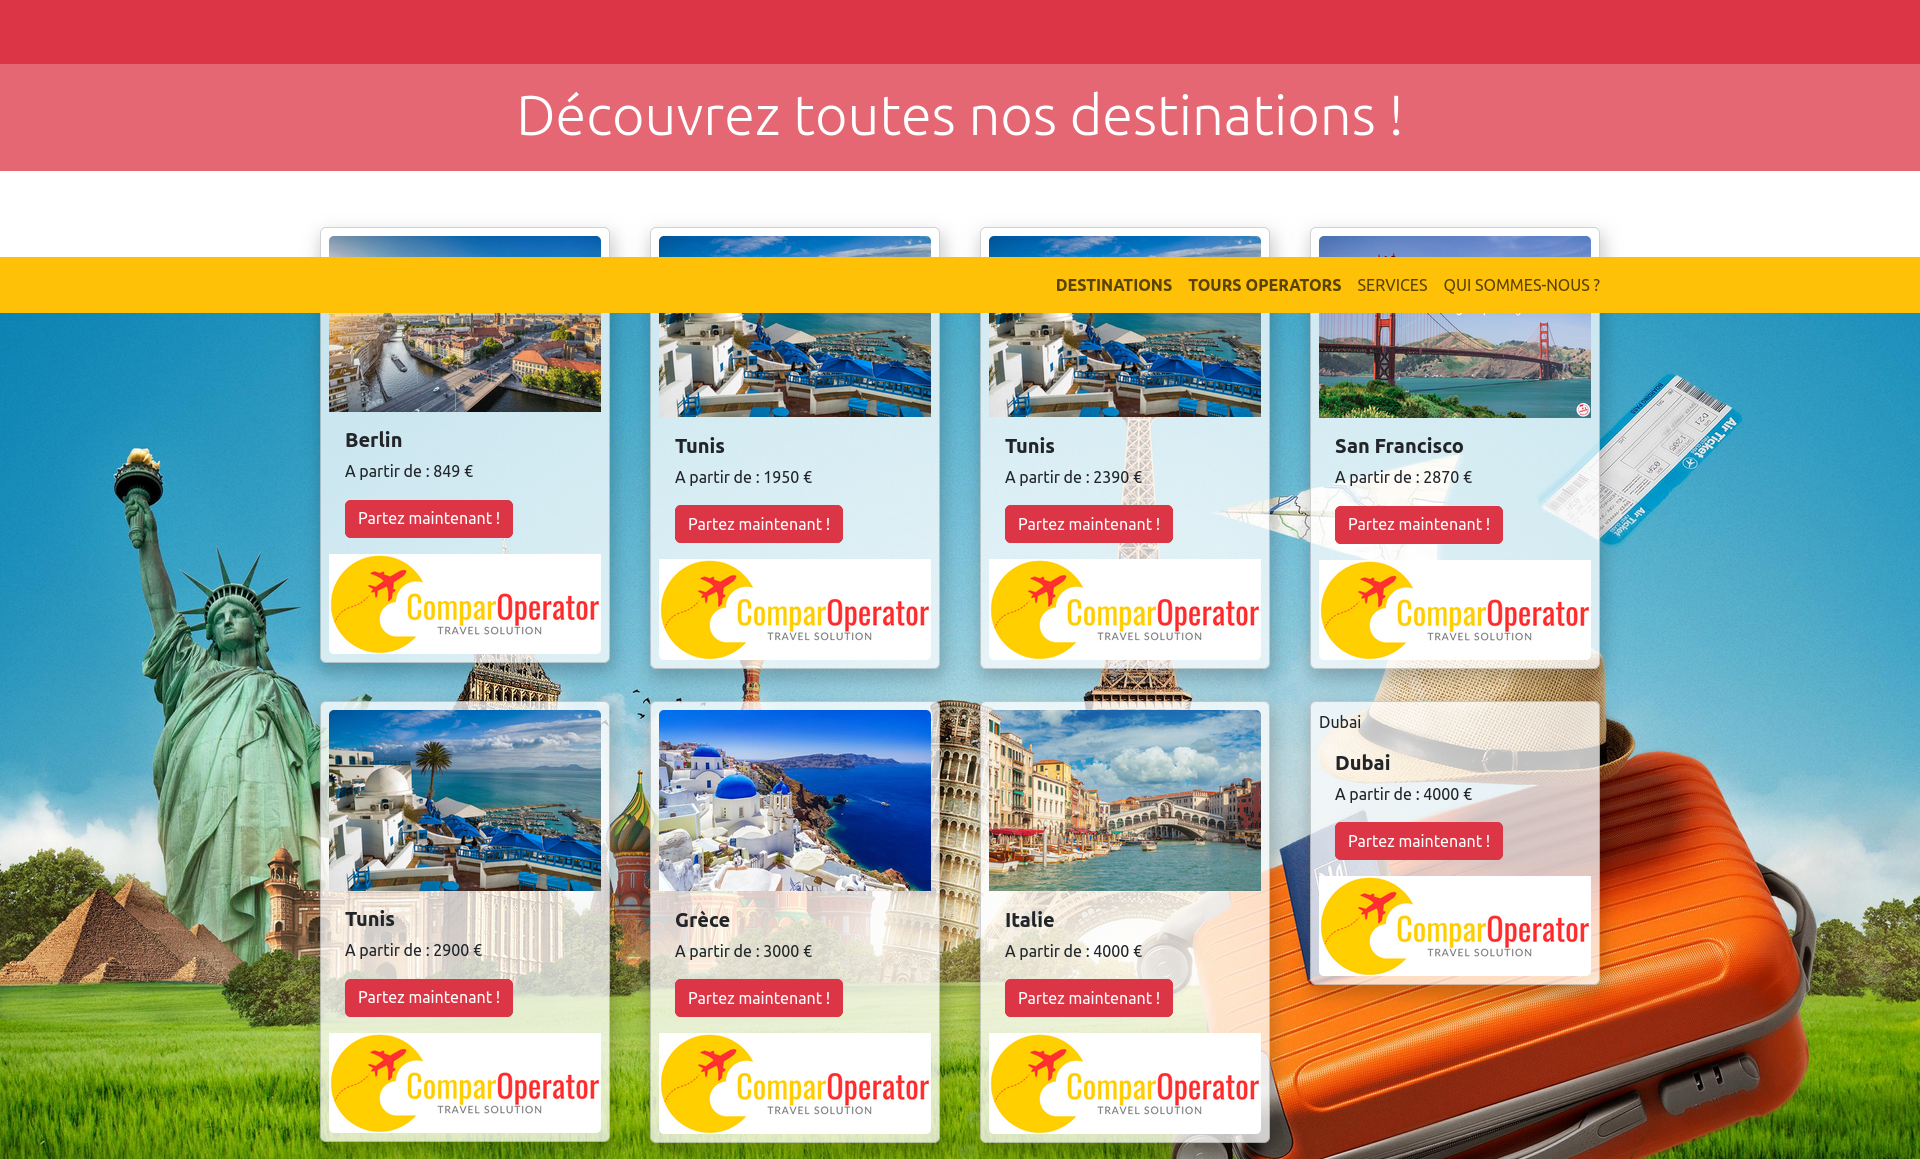 Découvrez toutes nos destinations !
DESTINATIONS TOURS OPERATORS SERVICES QUI SOMMES-NOUS ?
Berlin
A partir de : 849 €
Partez maintenant !
ComparOperator
TRAVEL SOLUTION
Tunis
A partir de : 1950 €
Partez maintenant !
ComparOperator
TRAVEL SOLUTION
Tunis
A partir de : 2390 €
Partez maintenant !
ComparOperator
TRAVEL SOLUTION
San Francisco
A partir de : 2870 €
Partez maintenant !
ComparOperator
TRAVEL SOLUTION
Air Ticket
Air Ticket
Tunis
A partir de : 2900 €
Partez maintenant !
ComparOperator
TRAVEL SOLUTION
Grèce
A partir de : 3000 €
Partez maintenant !
ComparOperator
TRAVEL SOLUTION
Italie
A partir de : 4000 €
Partez maintenant !
ComparOperator
TRAVEL SOLUTION
Dubai
Dubai
A partir de : 4000 €
Partez maintenant !
ComparOperator
TRAVEL SOLUTION